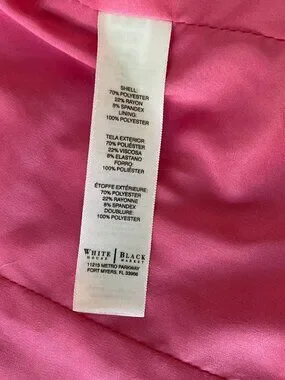 SHELL:
70% POLYESTER
22% RAYON
8% SPANDEX
LINING:
100% POLYESTER
TELA EXTERIOR:
70% POLIÉSTER
22% VISCOSA
8% ELASTANO
FORRO:
100% POLIÉSTER
ÉTOFFE EXTÉRIEURE:
70% POLYESTER
22% RAYONNE
8% SPANDEX
DOUBLURE:
100% POLYESTER
WHITE | BLACK
HOUSE | MARKET
11215 METRO PARKWAY
FORT MYERS, FL 33966